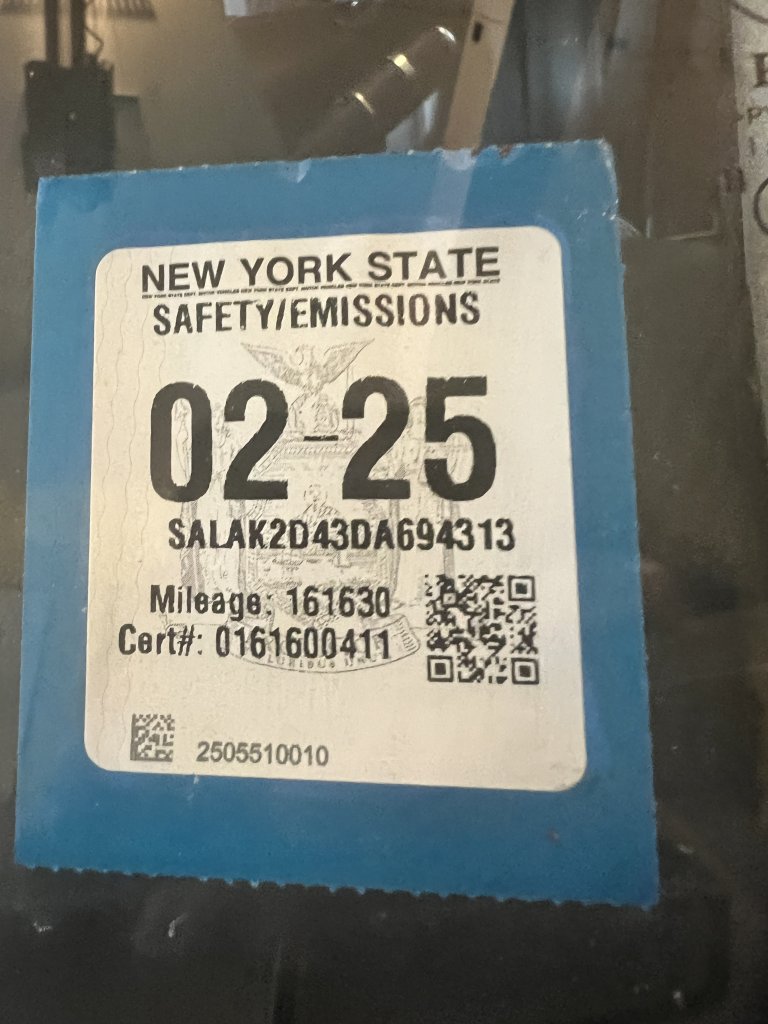 NEW YORK STATE
SAFETY/EMISSIONS
02-25
SALAK2D43DA694313
Mileage: 161630
Cert#: 0161600411
2505510010